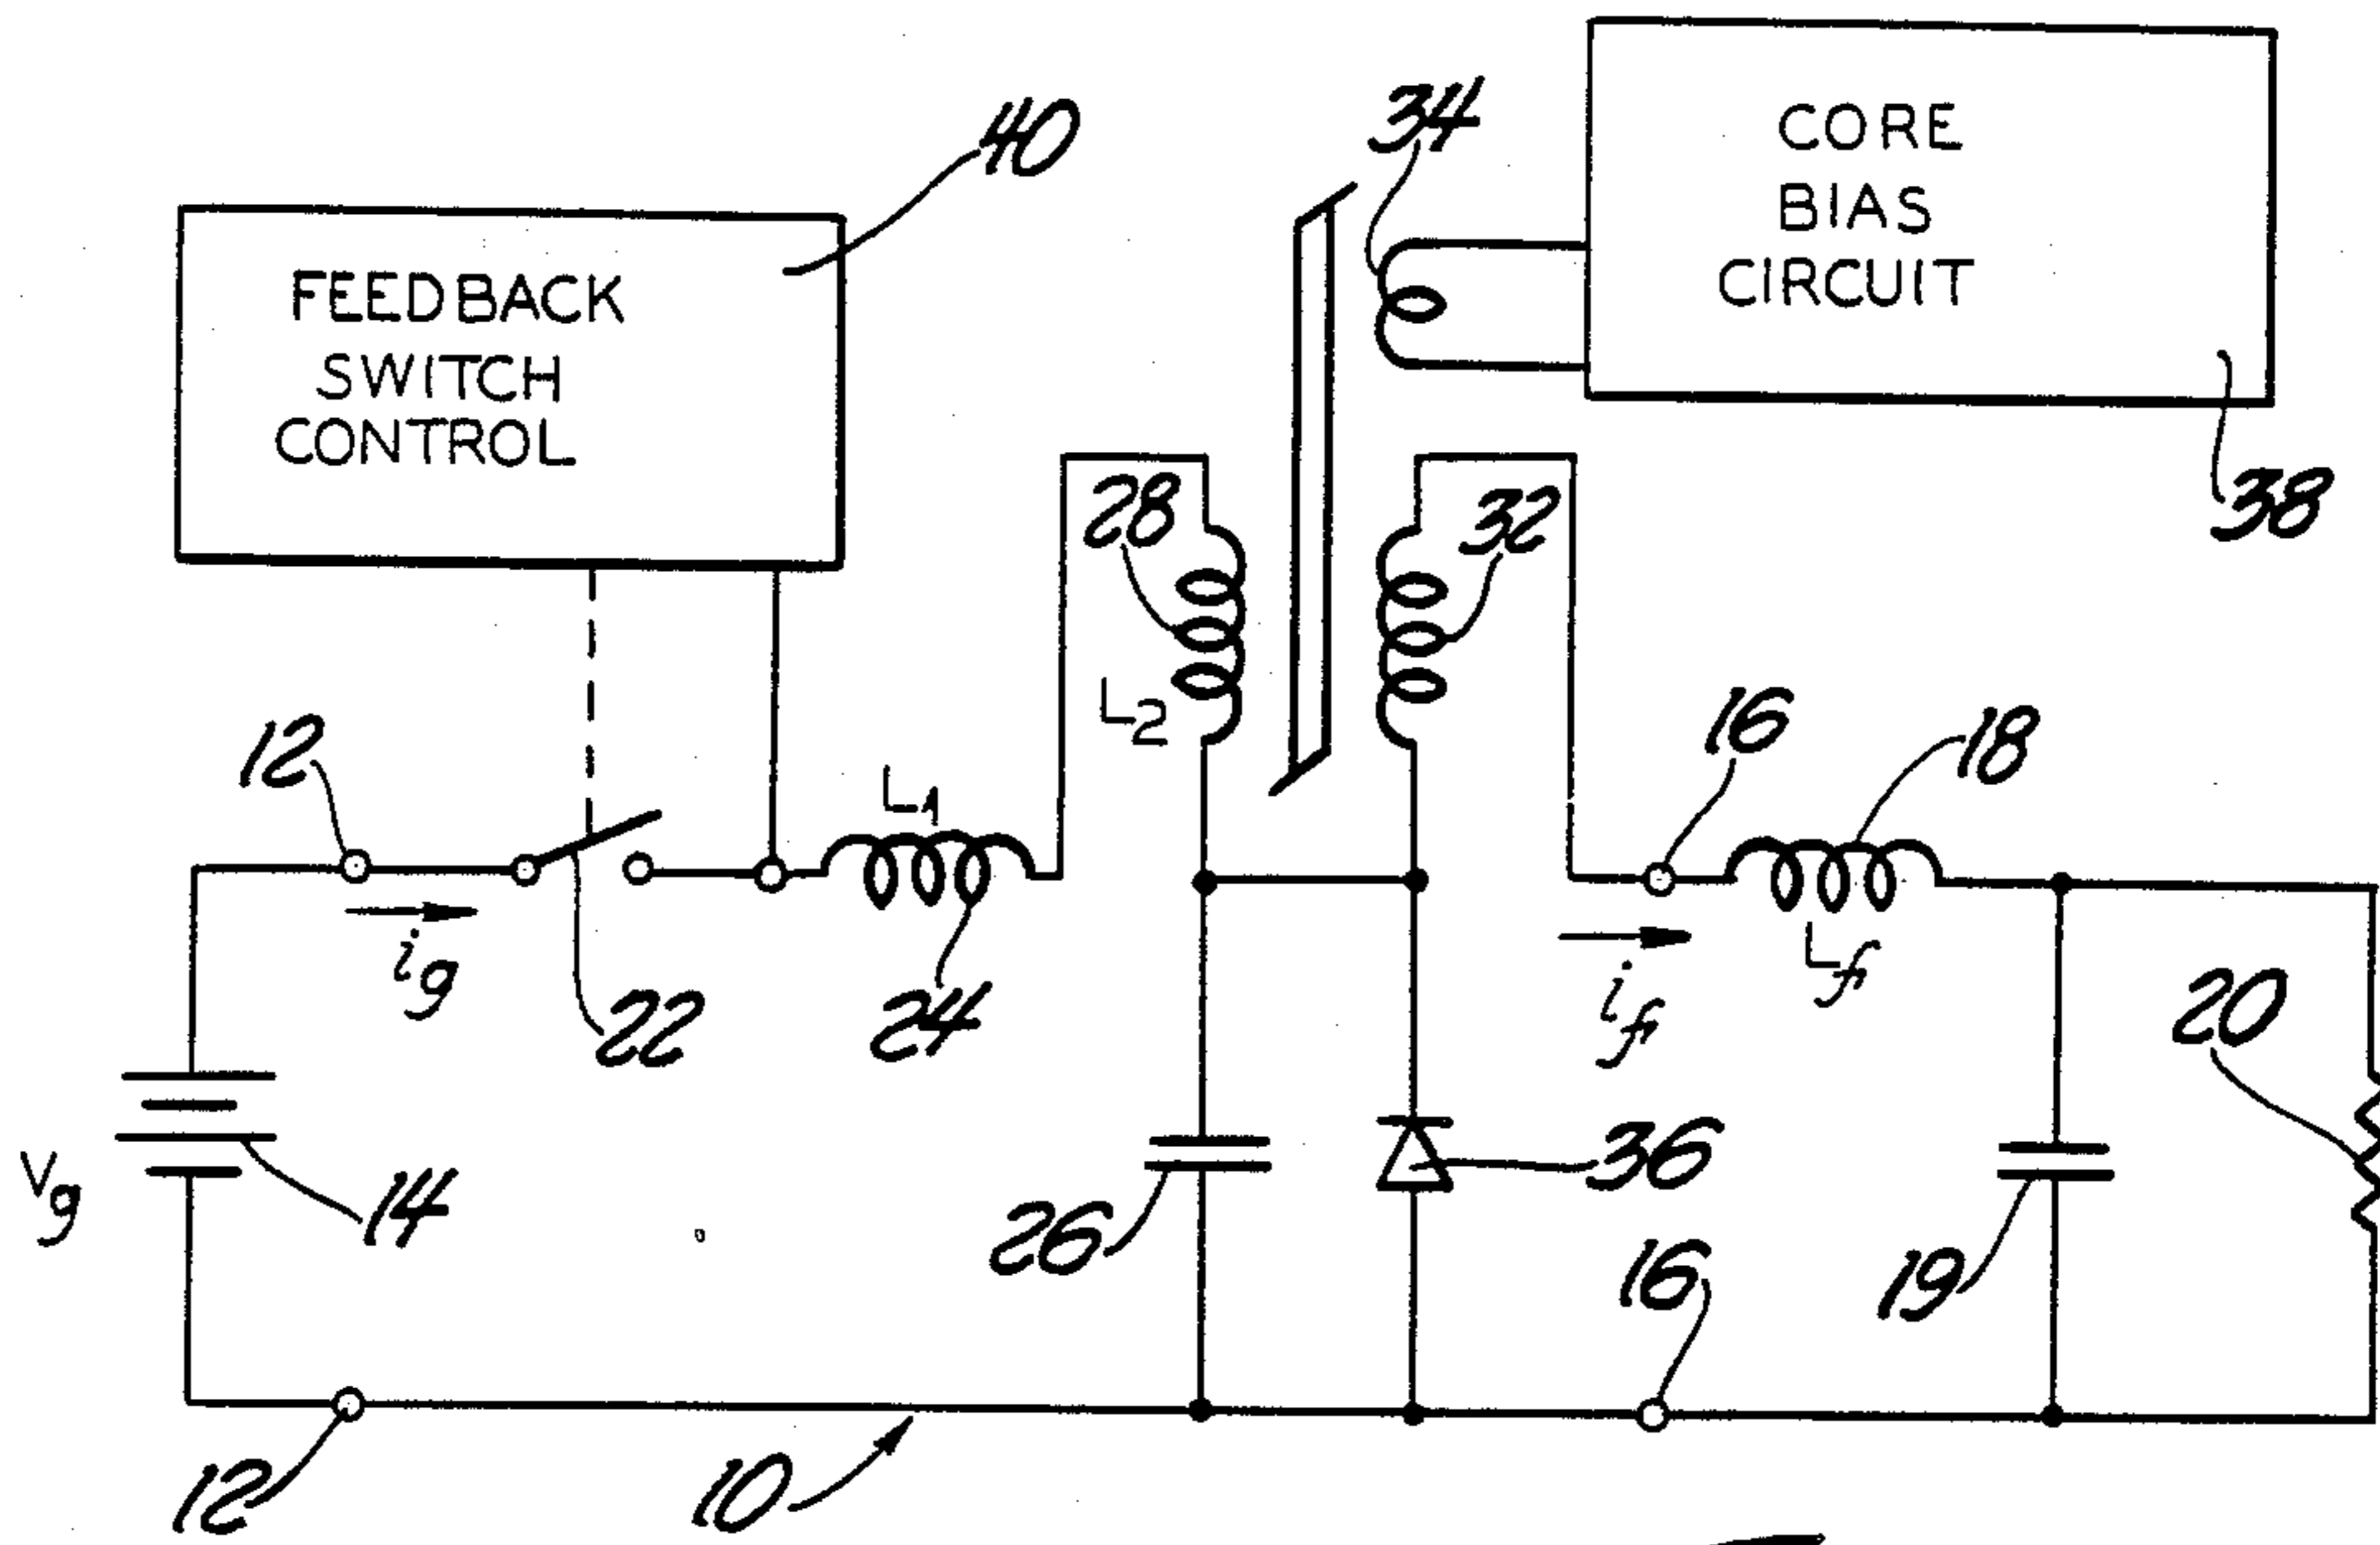 CORE
BIAS
CIRCUIT
34
40
FEEDBACK
SWITCH
CONTROL
38
28
32
L2
12
L1
16
18
ig
22
24
if
Lf
20
Vg
14
26
36
16
19
12
10